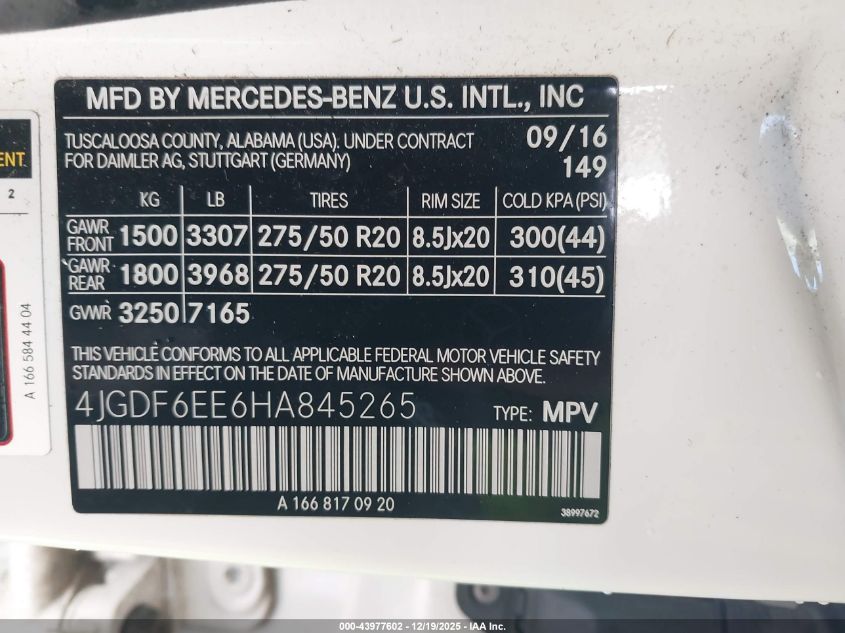 MFD BY MERCEDES-BENZ U.S. INTL., INC
TUSCALOOSA COUNTY, ALABAMA (USA). UNDER CONTRACT 09/16
FOR DAIMLER AG, STUTTGART (GERMANY) 149
KG LB TIRES RIM SIZE COLD KPA (PSI)
GAWR FRONT 1500 3307 275/50 R20 8.5Jx20 300(44)
GAWR REAR 1800 3968 275/50 R20 8.5Jx20 310(45)
GVWR 3250 7165
THIS VEHICLE CONFORMS TO ALL APPLICABLE FEDERAL MOTOR VEHICLE SAFETY
STANDARDS IN EFFECT ON THE DATE OF MANUFACTURE SHOWN ABOVE.
4JGDF6EE6HA845265 TYPE: MPV
A 166 817 09 20
38997672
ENT
2
A 166 584 44 04
000-43977602 - 12/19/2025 - IAA Inc.